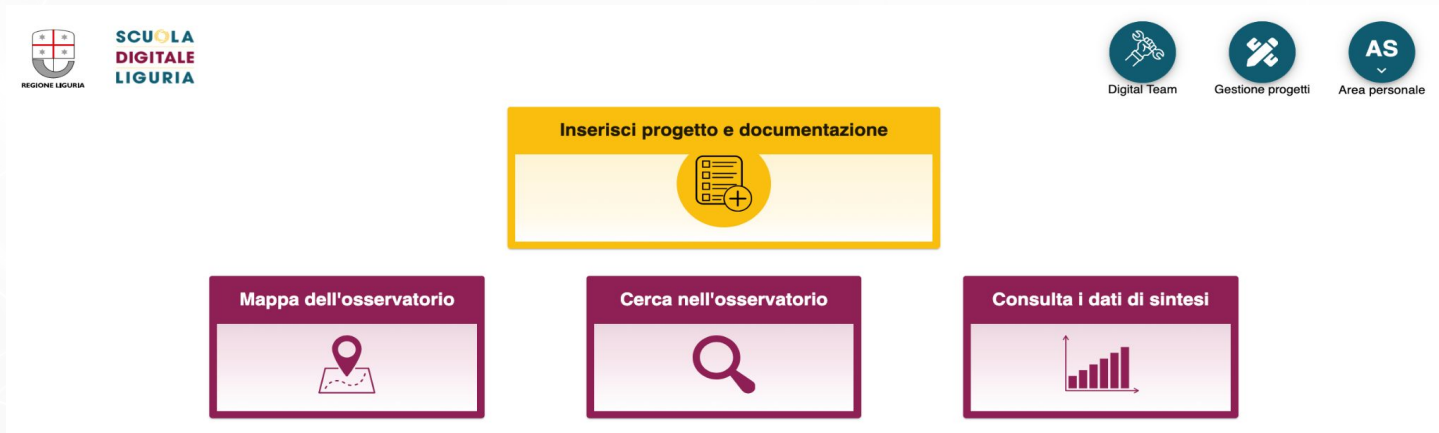 REGIONE LIGURIA
SCUOLA
DIGITALE
LIGURIA
AS
Digital Team
Gestione progetti
Area personale
Inserisci progetto e documentazione
Mappa dell'osservatorio
Cerca nell'osservatorio
Consulta i dati di sintesi